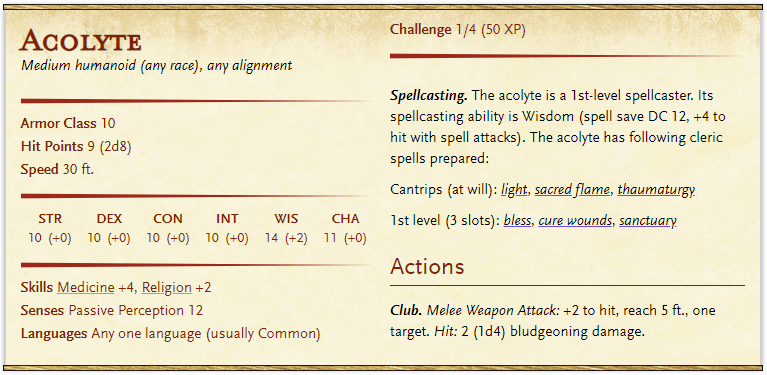 Acolyte
Medium humanoid (any race), any alignment
Armor Class 10
Hit Points 9 (2d8)
Speed 30 ft.
STR DEX CON INT WIS CHA
10 (+0) 10 (+0) 10 (+0) 10 (+0) 14 (+2) 11 (+0)
Skills Medicine +4, Religion +2
Senses Passive Perception 12
Languages Any one language (usually Common)
Challenge 1/4 (50 XP)
Spellcasting. The acolyte is a 1st-level spellcaster. Its
spellcasting ability is Wisdom (spell save DC 12, +4 to
hit with spell attacks). The acolyte has following cleric
spells prepared:
Cantrips (at will): light, sacred flame, thaumaturgy
1st level (3 slots): bless, cure wounds, sanctuary
Actions
Club. Melee Weapon Attack: +2 to hit, reach 5 ft., one
target. Hit: 2 (1d4) bludgeoning damage.